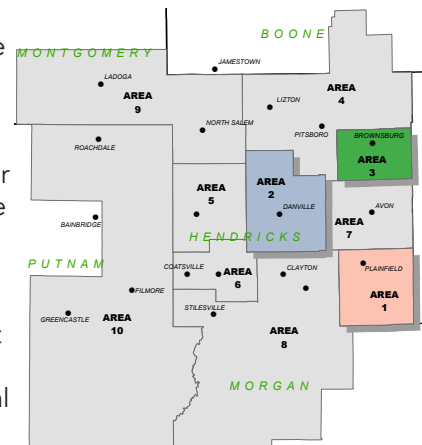 BOONE
MONTGOMERY
JAMESTOWN
LADOGA
AREA
9
LIZTON
AREA
4
NORTH SALEM
PITSBORO
BROWNSBURG
AREA
3
ROACHDALE
AREA
5
AREA
2
DANVILLE
AVON
AREA
7
BAINBRIDGE
HENDRICKS
PUTNAM
COATSVILLE
AREA
6
CLAYTON
PLAINFIELD
AREA
1
FILMORE
GREENCASTLE
AREA
10
STILESVILLE
AREA
8
MORGAN